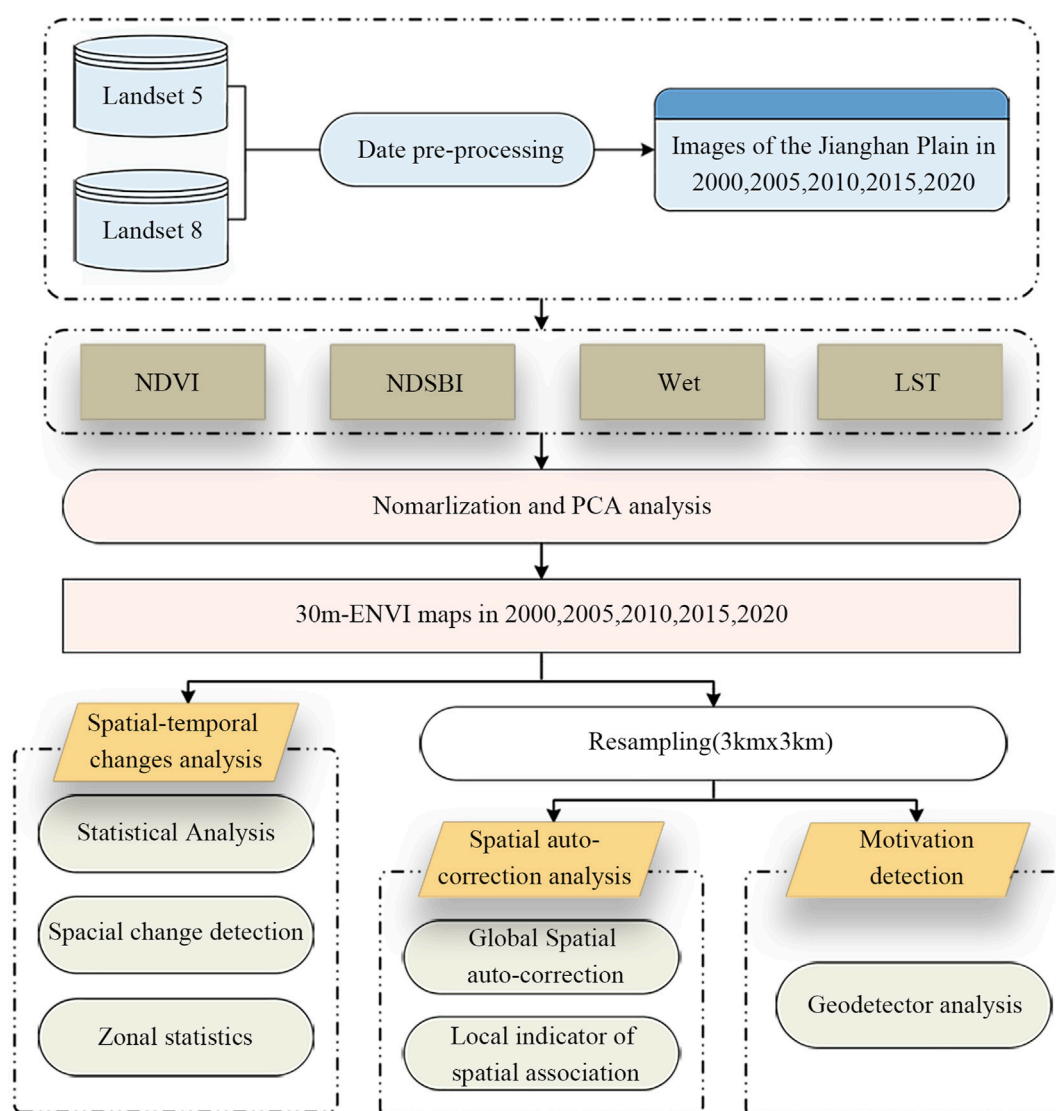 Landset 5
Landset 8
Date pre-processing
Images of the Jianghan Plain in
2000,2005,2010,2015,2020
NDVI
NDSBI
Wet
LST
Nomarlization and PCA analysis
30m-ENVI maps in 2000,2005,2010,2015,2020
Spatial-temporal
changes analysis
Statistical Analysis
Spacial change detection
Zonal statistics
Resampling(3kmx3km)
Spatial auto-
correction analysis
Global Spatial
auto-correction
Local indicator of
spatial association
Motivation
detection
Geodetector analysis